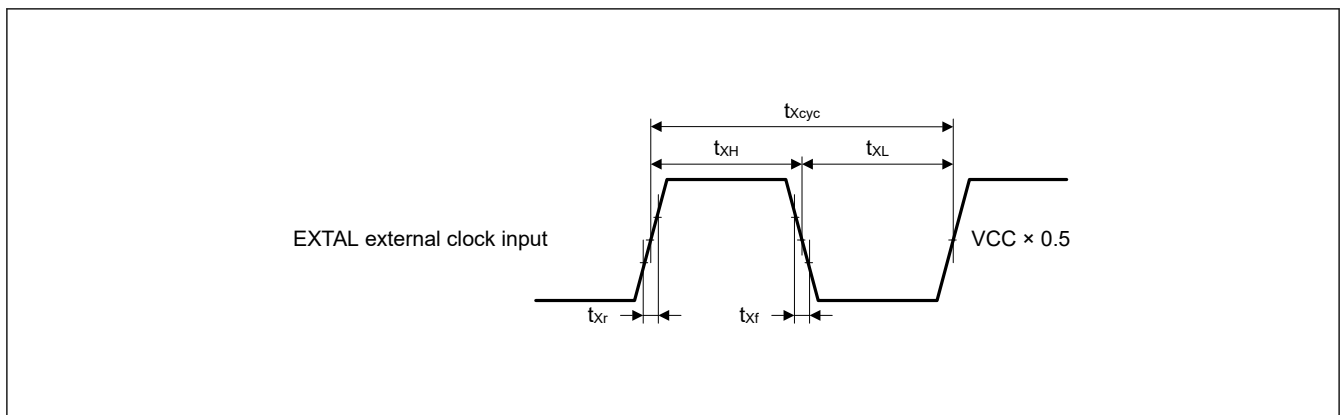 tXcyc
tXH
tXL
EXTAL external clock input
VCC × 0.5
tXr
tXf